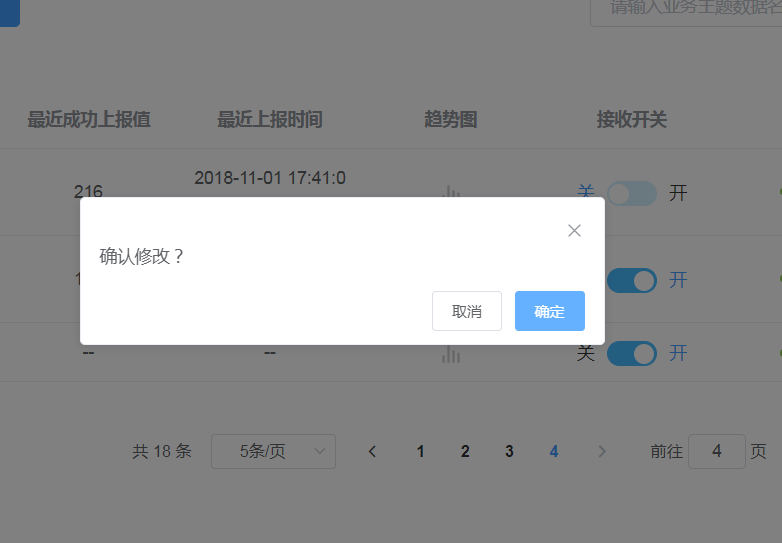 请输入业务主题数据名
最近成功上报值 最近上报时间 趋势图 接收开关
2018-11-01 17:41:0
216 关 开
确认修改？
开
取消 确定
-- -- 关 开
共 18 条 5条/页 1 2 3 4 前往 4 页